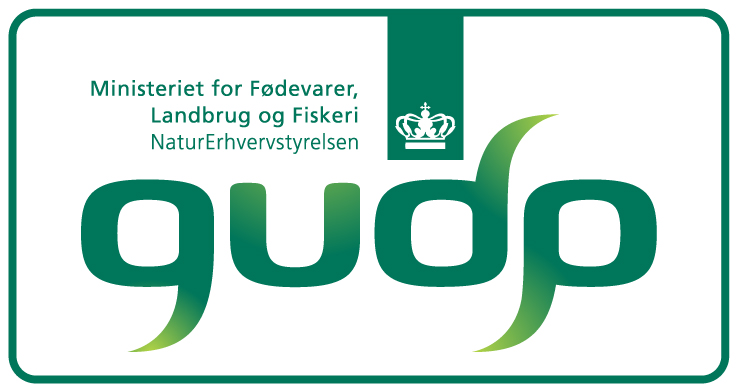 Ministeriet for Fødevarer,
Landbrug og Fiskeri
NaturErhvervstyrelsen
gudp